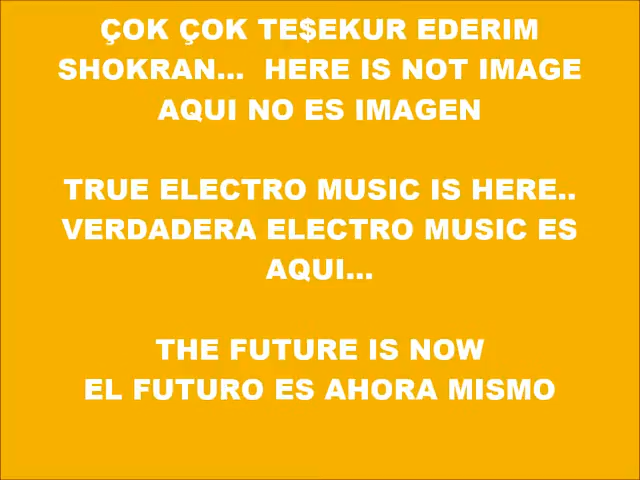 ÇOK ÇOK TE$EKUR EDERIM
SHOKRAN... HERE IS NOT IMAGE
AQUI NO ES IMAGEN
TRUE ELECTRO MUSIC IS HERE..
VERDADERA ELECTRO MUSIC ES
AQUI...
THE FUTURE IS NOW
EL FUTURO ES AHORA MISMO